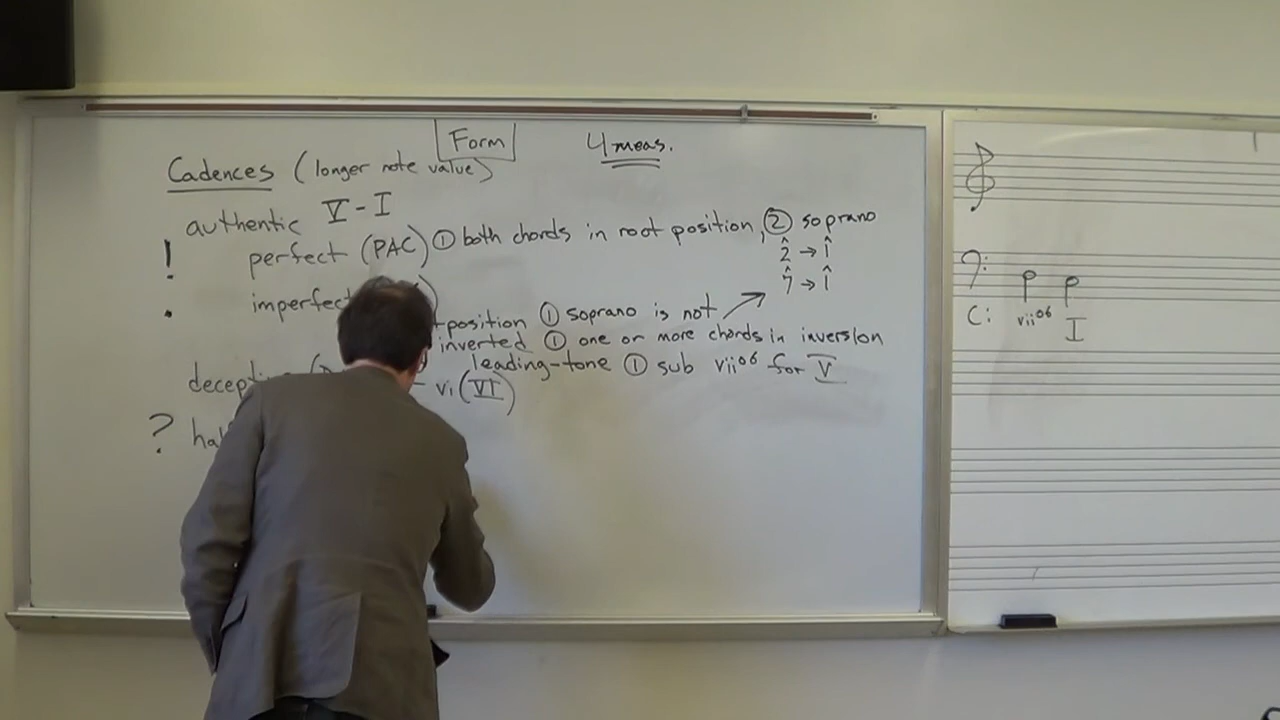 Form 4 meas.
Cadences (longer note value)
authentic V - I
! perfect (PAC) ① both chords in root position, ② soprano
2̂ → 1̂
7̂ → 1̂
. imperfect
position ① soprano is not ↗
inverted ① one or more chords in inversion
leading-tone ① sub vii°6 for V
vi (VI)
?
C: vii°6 I